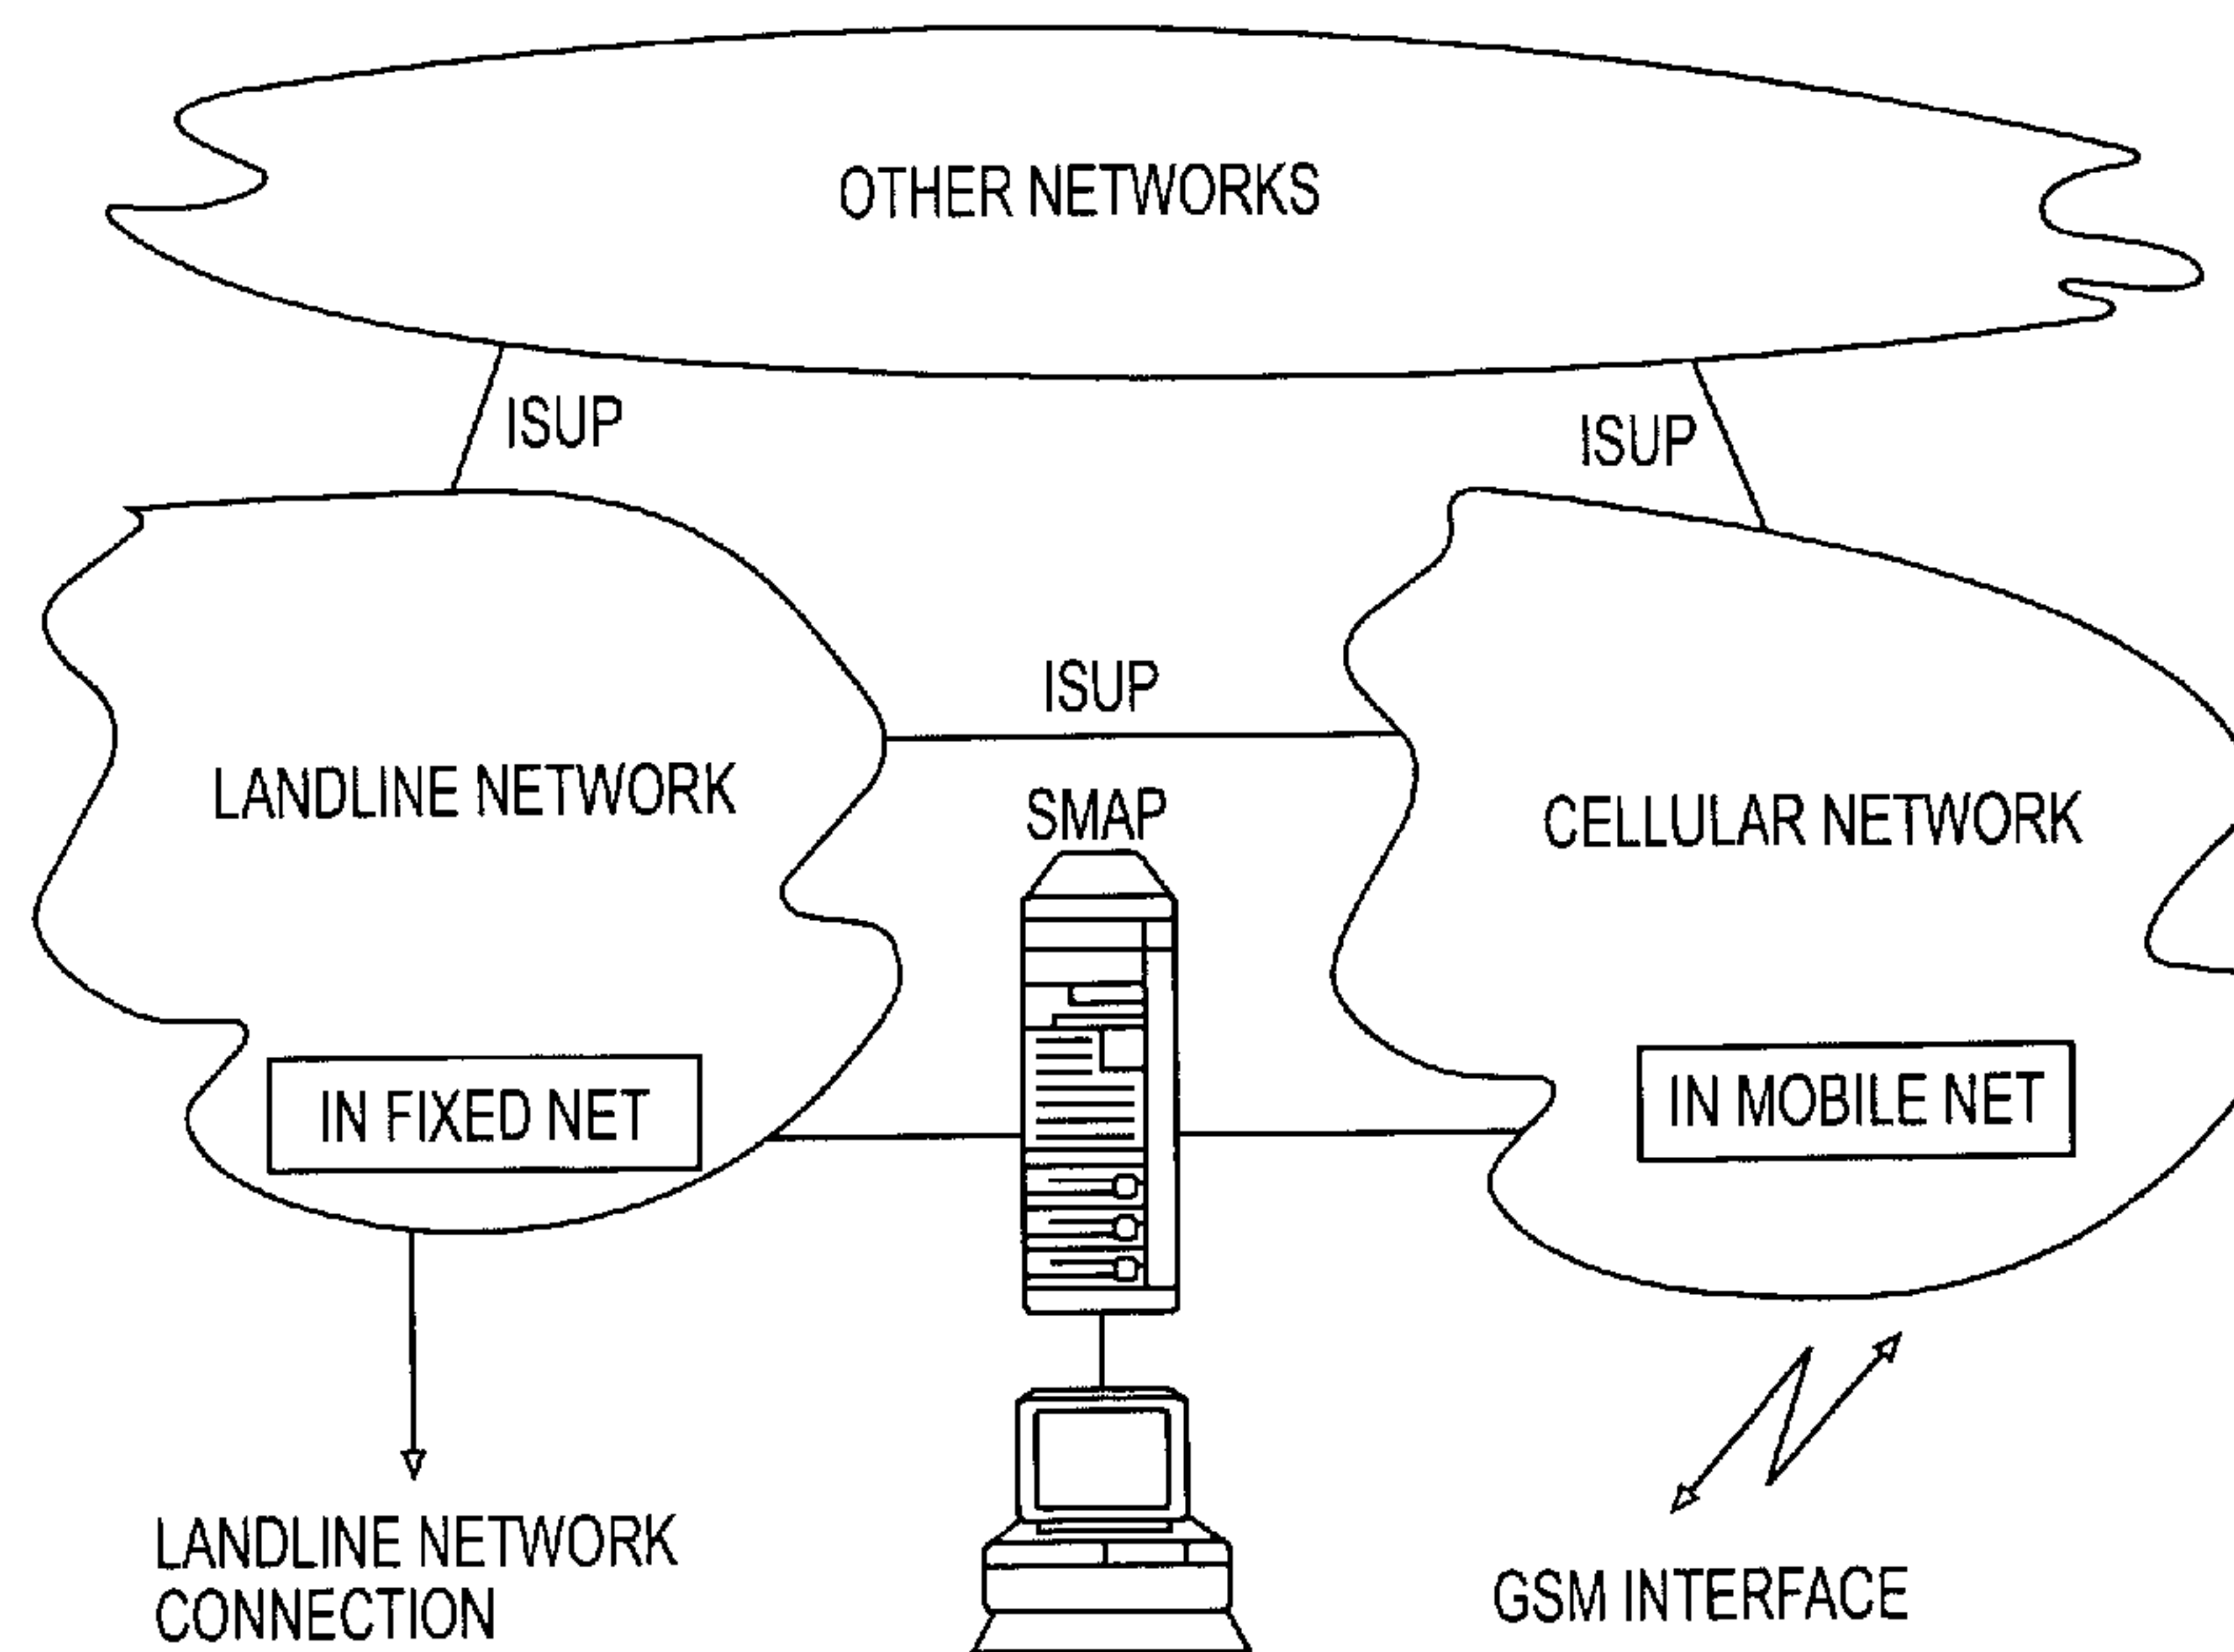 OTHER NETWORKS
ISUP
ISUP
ISUP
LANDLINE NETWORK
SMAP
CELLULAR NETWORK
IN FIXED NET
IN MOBILE NET
LANDLINE NETWORK
CONNECTION
GSM INTERFACE